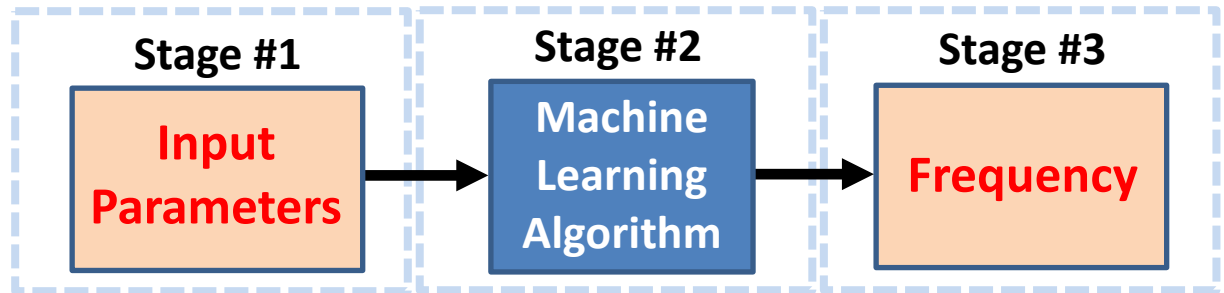 Stage #1
Input
Parameters
Stage #2
Machine
Learning
Algorithm
Stage #3
Frequency